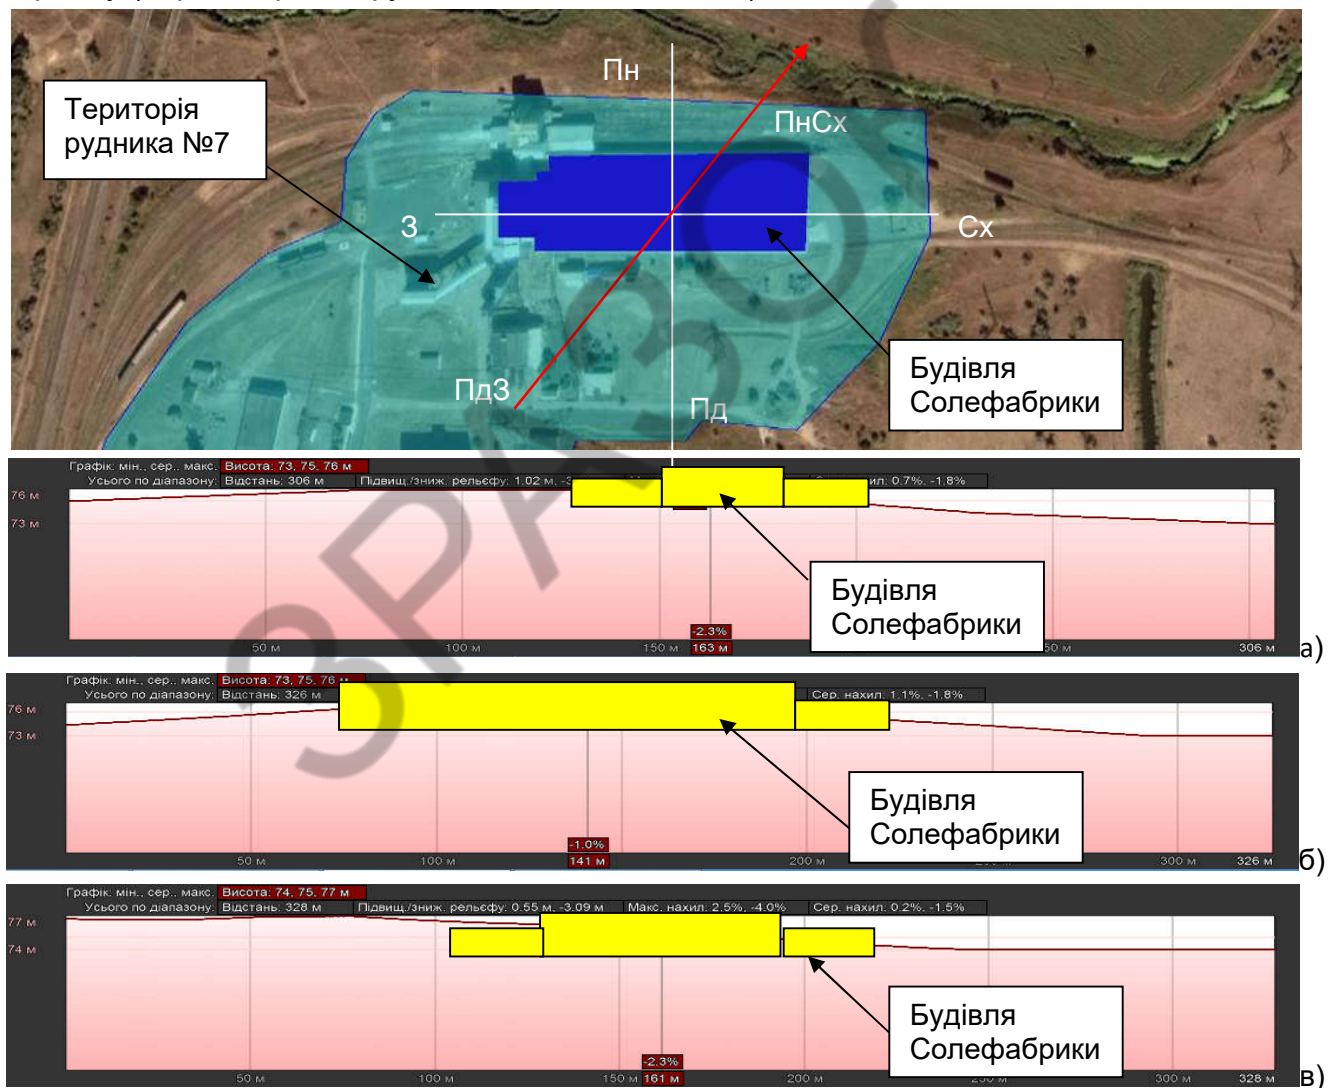 Територія
рудника №7
Пн
ПнСх
З
Сх
ПдЗ
Пд
Будівля
Солефабрики
ЗРАЗОК
Графік: мін., сер., макс. Висота: 73, 75, 76 м
Усього по діапазону: Відстань: 306 м Підвищ./зниж. рельєфу: 1.02 м, нахил: 0.7%, -1.8%
76 м
73 м
Будівля
Солефабрики
-2.3%
50 м 100 м 150 м 163 м 50 м 306 м
а)
Графік: мін., сер., макс. Висота: 73, 75, 76 м
Усього по діапазону: Відстань: 326 м Сер. нахил: 1.1%, -1.8%
76 м
73 м
Будівля
Солефабрики
-1.0%
50 м 100 м 141 м 200 м 300 м 326 м
б)
Графік: мін., сер., макс. Висота: 74, 75, 77 м
Усього по діапазону: Відстань: 328 м Підвищ./зниж. рельєфу: 0.55 м, -3.09 м Макс. нахил: 2.5%, -4.0% Сер. нахил: 0.2%, -1.5%
77 м
74 м
Будівля
Солефабрики
-2.3%
50 м 100 м 150 м 161 м 200 м 300 м 328 м
в)